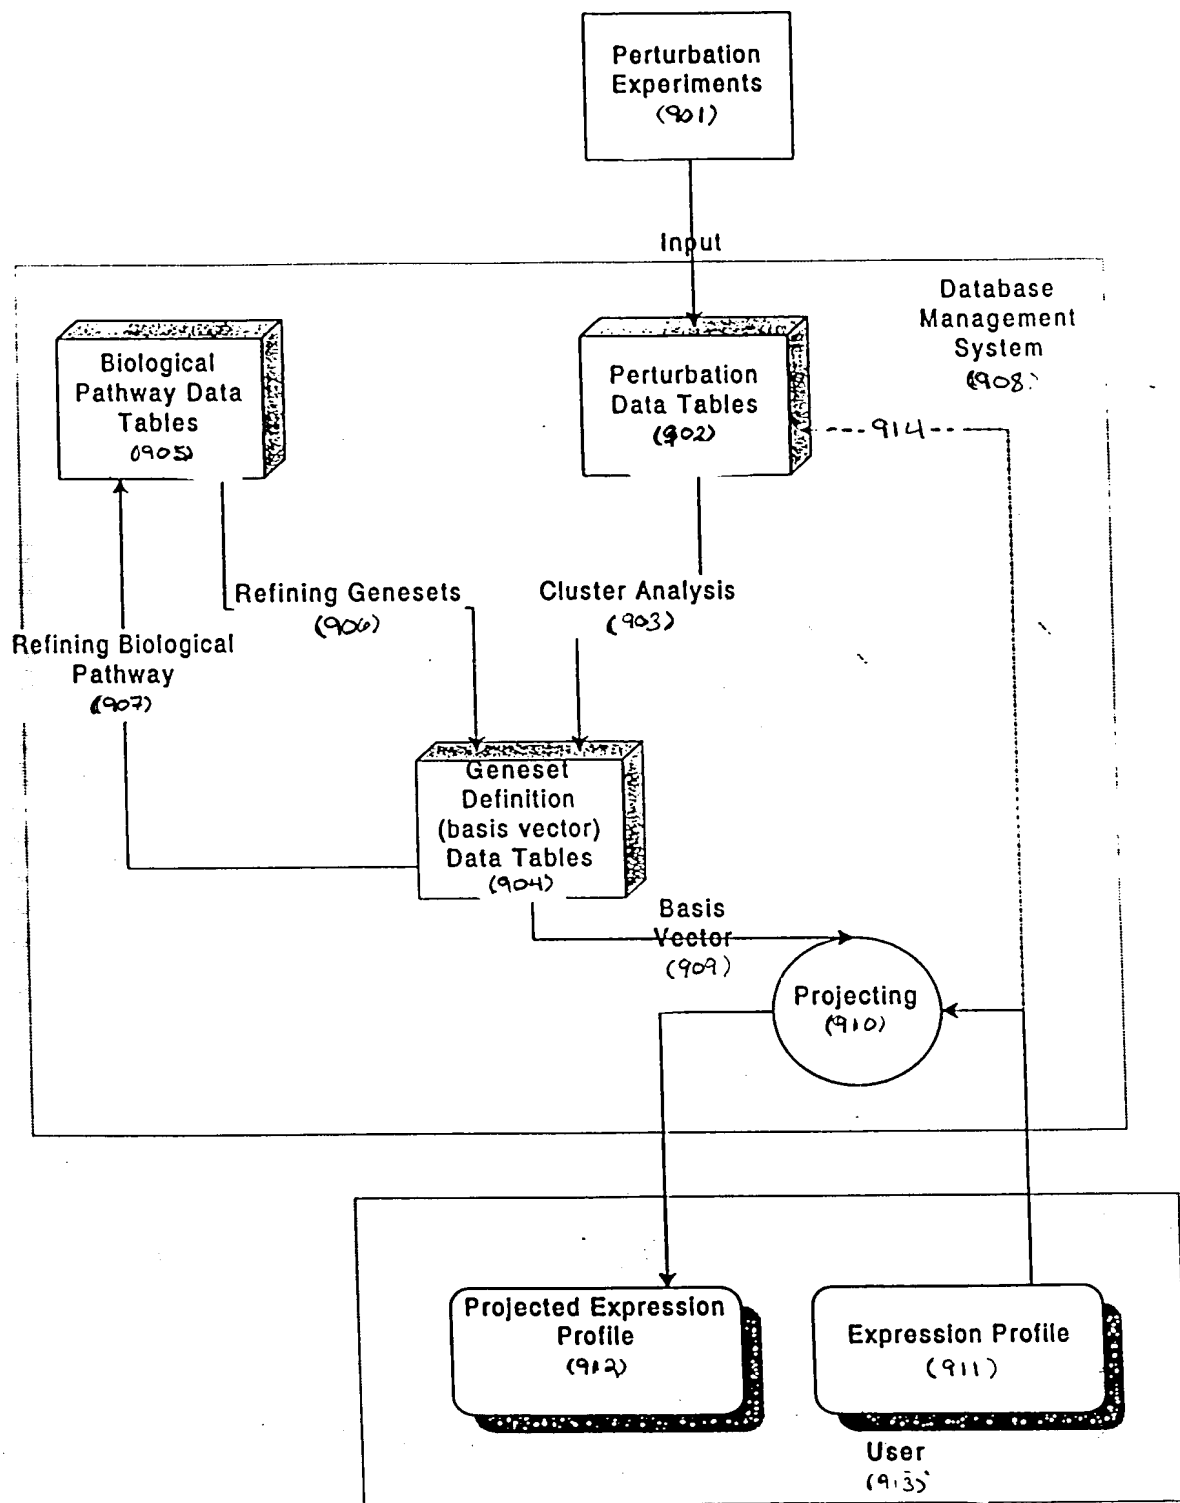 Perturbation
Experiments
(901)
Input
Database
Management
System
(908)
Biological
Pathway Data
Tables
(905)
Perturbation
Data Tables
(902)
914
Refining Genesets
(906)
Cluster Analysis
(903)
Refining Biological
Pathway
(907)
Geneset
Definition
(basis vector)
Data Tables
(904)
Basis
Vector
(909)
Projecting
(910)
Projected Expression
Profile
(912)
Expression Profile
(911)
User
(913)